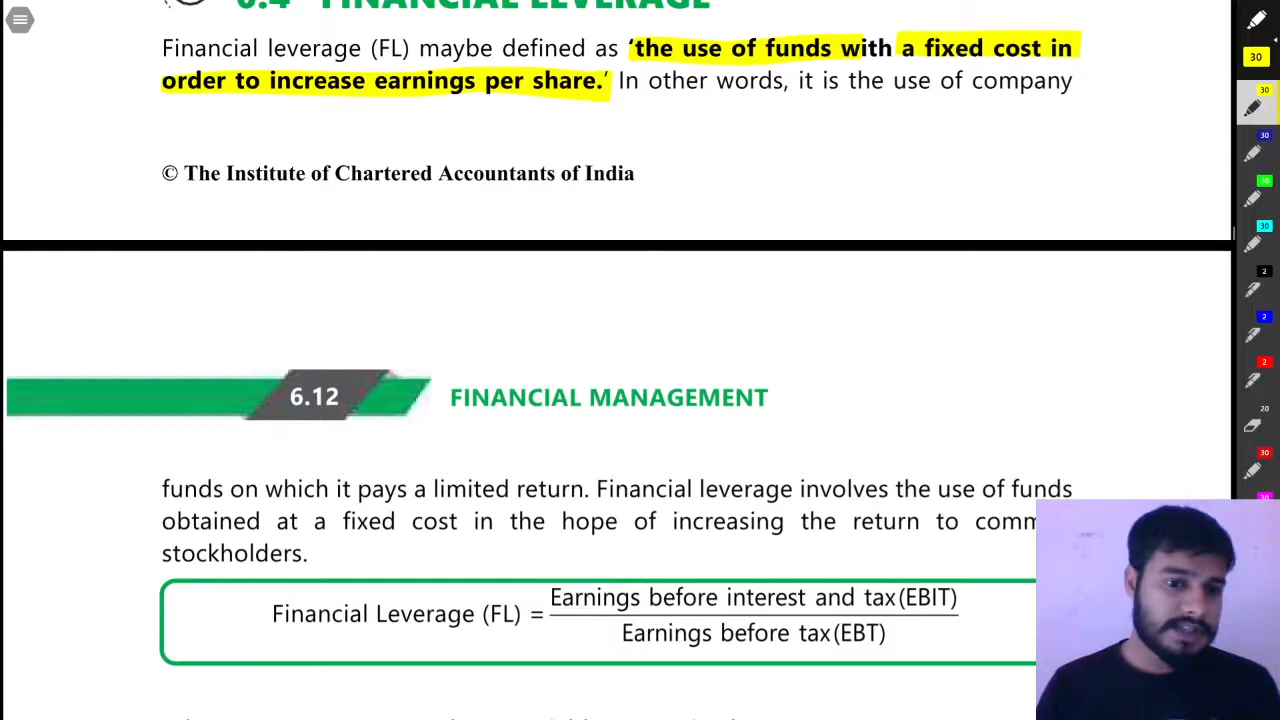 6.4 FINANCIAL LEVERAGE
Financial leverage (FL) maybe defined as ‘the use of funds with a fixed cost in
order to increase earnings per share.’ In other words, it is the use of company
© The Institute of Chartered Accountants of India
6.12
FINANCIAL MANAGEMENT
funds on which it pays a limited return. Financial leverage involves the use of funds
obtained at a fixed cost in the hope of increasing the return to
stockholders.
Financial Leverage (FL) = Earnings before interest and tax(EBIT)
Earnings before tax(EBT)
30
30
30
30
30
2
2
2
20
30
30